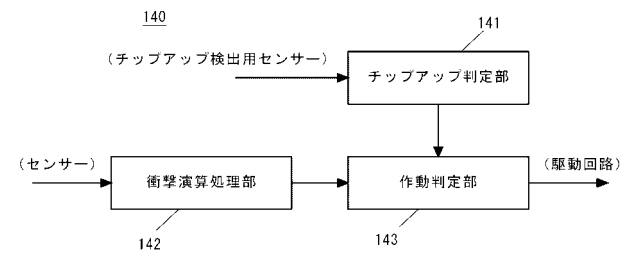 140
141
(チップアップ検出用センサー)
チップアップ判定部
(センサー)
衝撃演算処理部
作動判定部
(駆動回路)
142
143